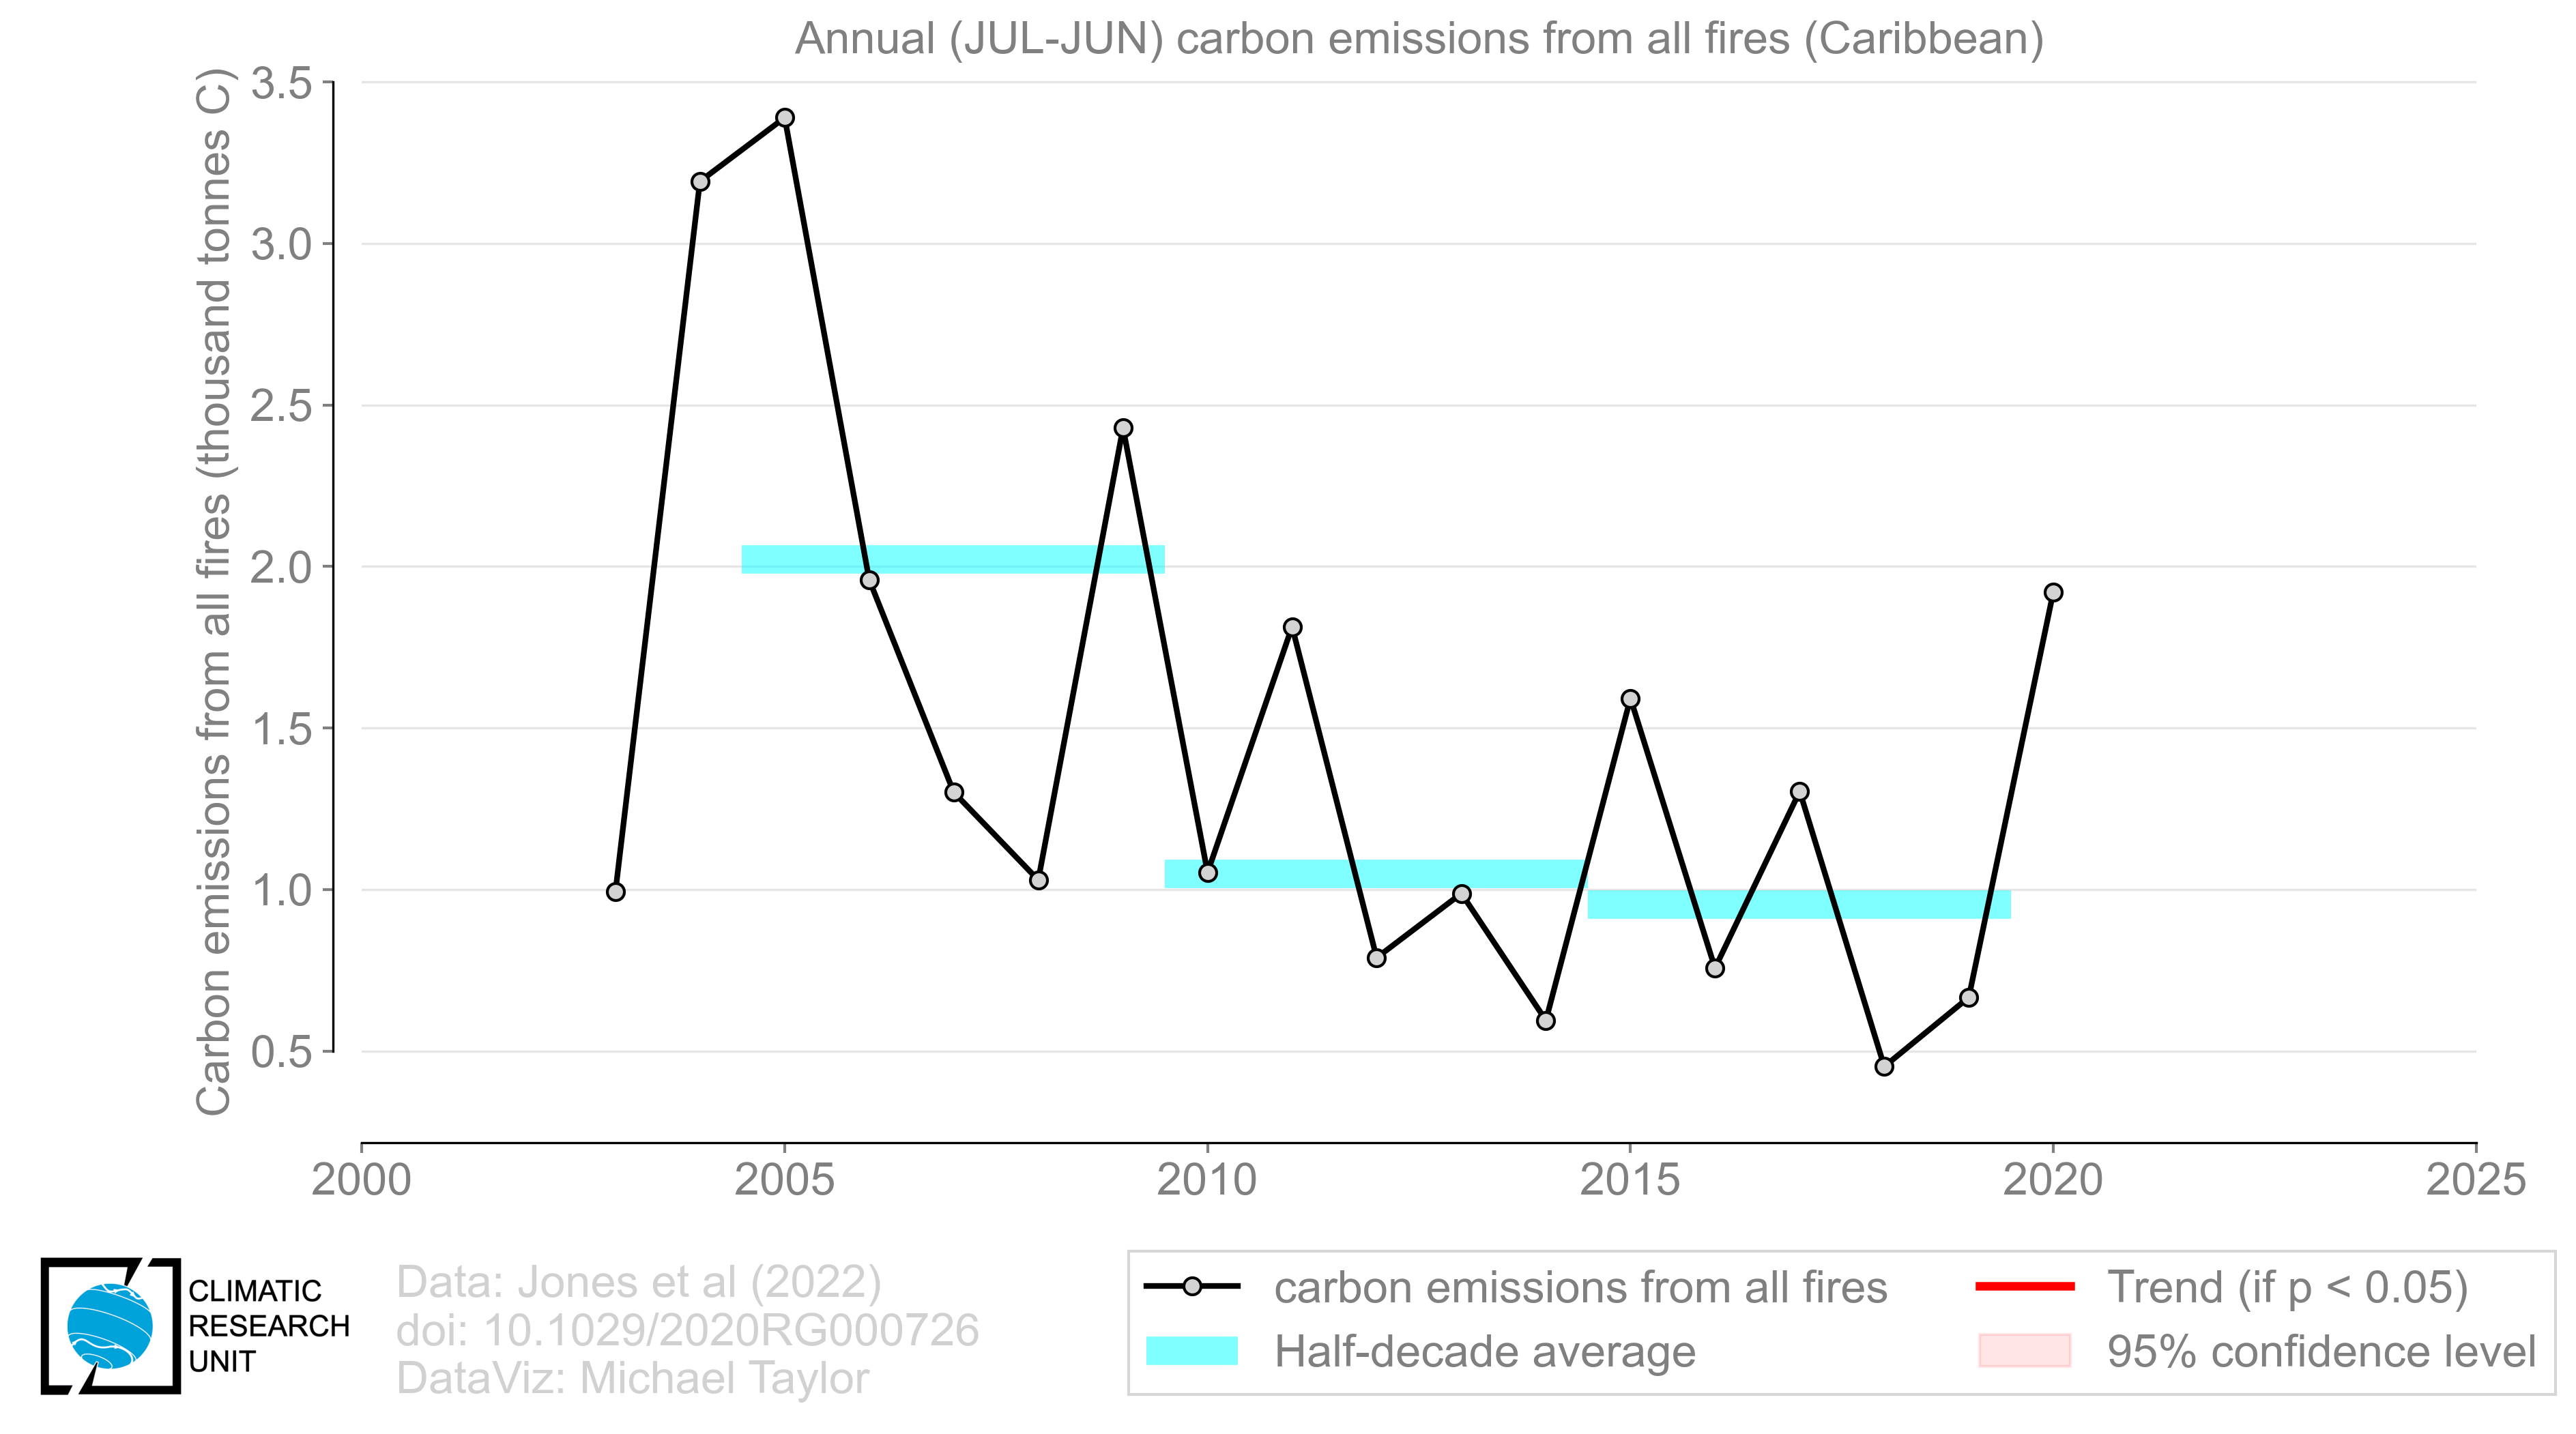 Annual (JUL-JUN) carbon emissions from all fires (Caribbean)
Carbon emissions from all fires (thousand tonnes C)
3.5
3.0
2.5
2.0
1.5
1.0
0.5
2000 2005 2010 2015 2020 2025
CLIMATIC
RESEARCH
UNIT
Data: Jones et al (2022)
doi: 10.1029/2020RG000726
DataViz: Michael Taylor
carbon emissions from all fires
Half-decade average
Trend (if p < 0.05)
95% confidence level